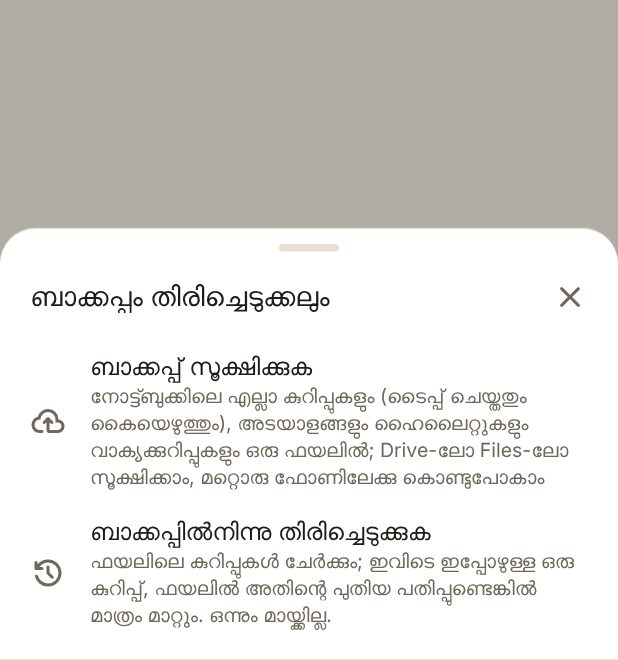 ബാക്കപ്പും തിരിച്ചെടുക്കലും
ബാക്കപ്പ് സൂക്ഷിക്കുക
നോട്ട്ബുക്കിലെ എല്ലാ കുറിപ്പുകളും (ടൈപ്പ് ചെയ്തതും
കൈയെഴുത്തും), അടയാളങ്ങളും ഹൈലൈറ്റുകളും
വാക്യക്കുറിപ്പുകളും ഒരു ഫയലിൽ; Drive-ലോ Files-ലോ
സൂക്ഷിക്കാം, മറ്റൊരു ഫോണിലേക്കു കൊണ്ടുപോകാം
ബാക്കപ്പിൽനിന്നു തിരിച്ചെടുക്കുക
ഫയലിലെ കുറിപ്പുകൾ ചേർക്കും; ഇവിടെ ഇപ്പോഴുള്ള ഒരു
കുറിപ്പ്, ഫയലിൽ അതിന്റെ പുതിയ പതിപ്പുണ്ടെങ്കിൽ
മാത്രം മാറ്റും. ഒന്നും മായ്ക്കില്ല.